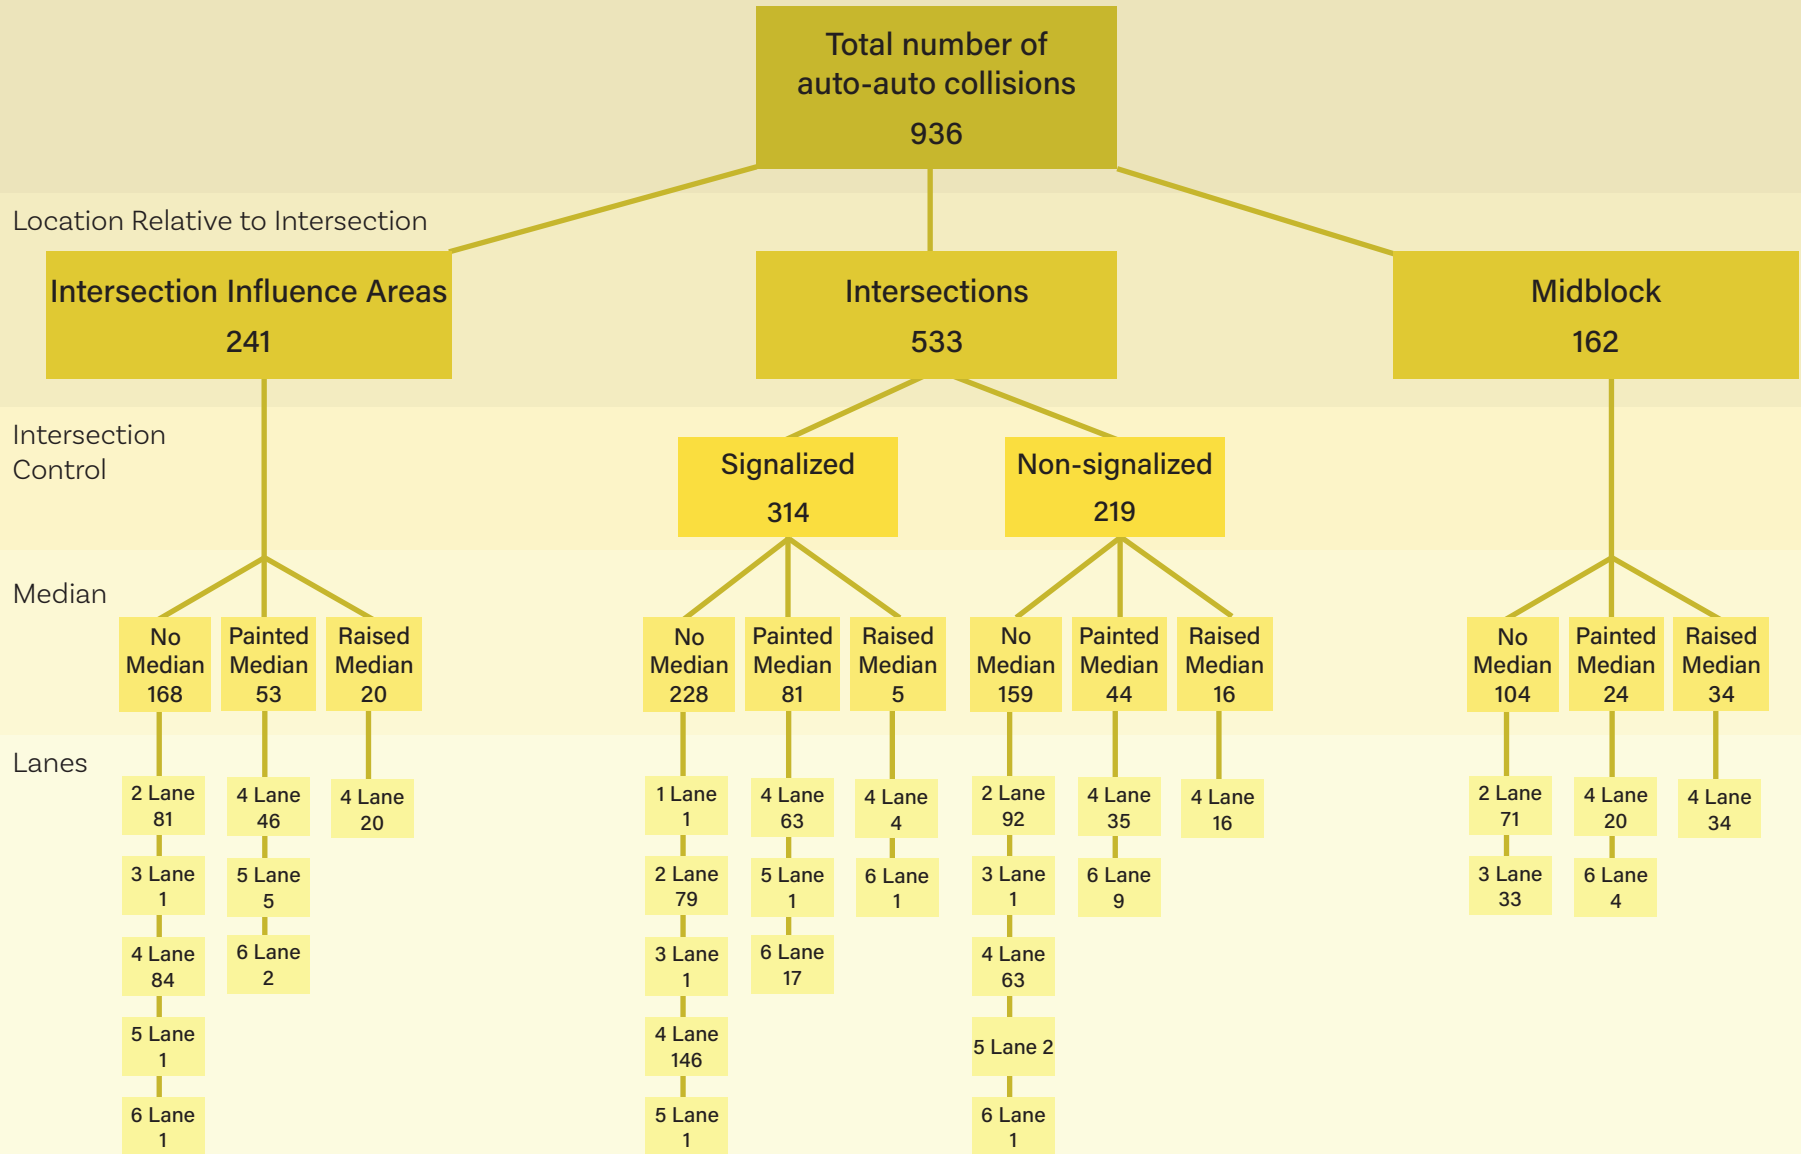 Total number of
auto-auto collisions
936
Location Relative to Intersection
Intersection Influence Areas
241
Intersections
533
Midblock
162
Intersection
Control
Signalized
314
Non-signalized
219
Median
No
Median
168
Painted
Median
53
Raised
Median
20
No
Median
228
Painted
Median
81
Raised
Median
5
No
Median
159
Painted
Median
44
Raised
Median
16
No
Median
104
Painted
Median
24
Raised
Median
34
Lanes
2 Lane
81
3 Lane
1
4 Lane
84
5 Lane
1
6 Lane
1
4 Lane
46
5 Lane
5
6 Lane
2
4 Lane
20
1 Lane
1
2 Lane
79
3 Lane
1
4 Lane
146
5 Lane
1
4 Lane
63
5 Lane
1
6 Lane
17
4 Lane
4
6 Lane
1
2 Lane
92
3 Lane
1
4 Lane
63
5 Lane 2
6 Lane
1
4 Lane
35
6 Lane
9
4 Lane
16
2 Lane
71
3 Lane
33
4 Lane
20
6 Lane
4
4 Lane
34